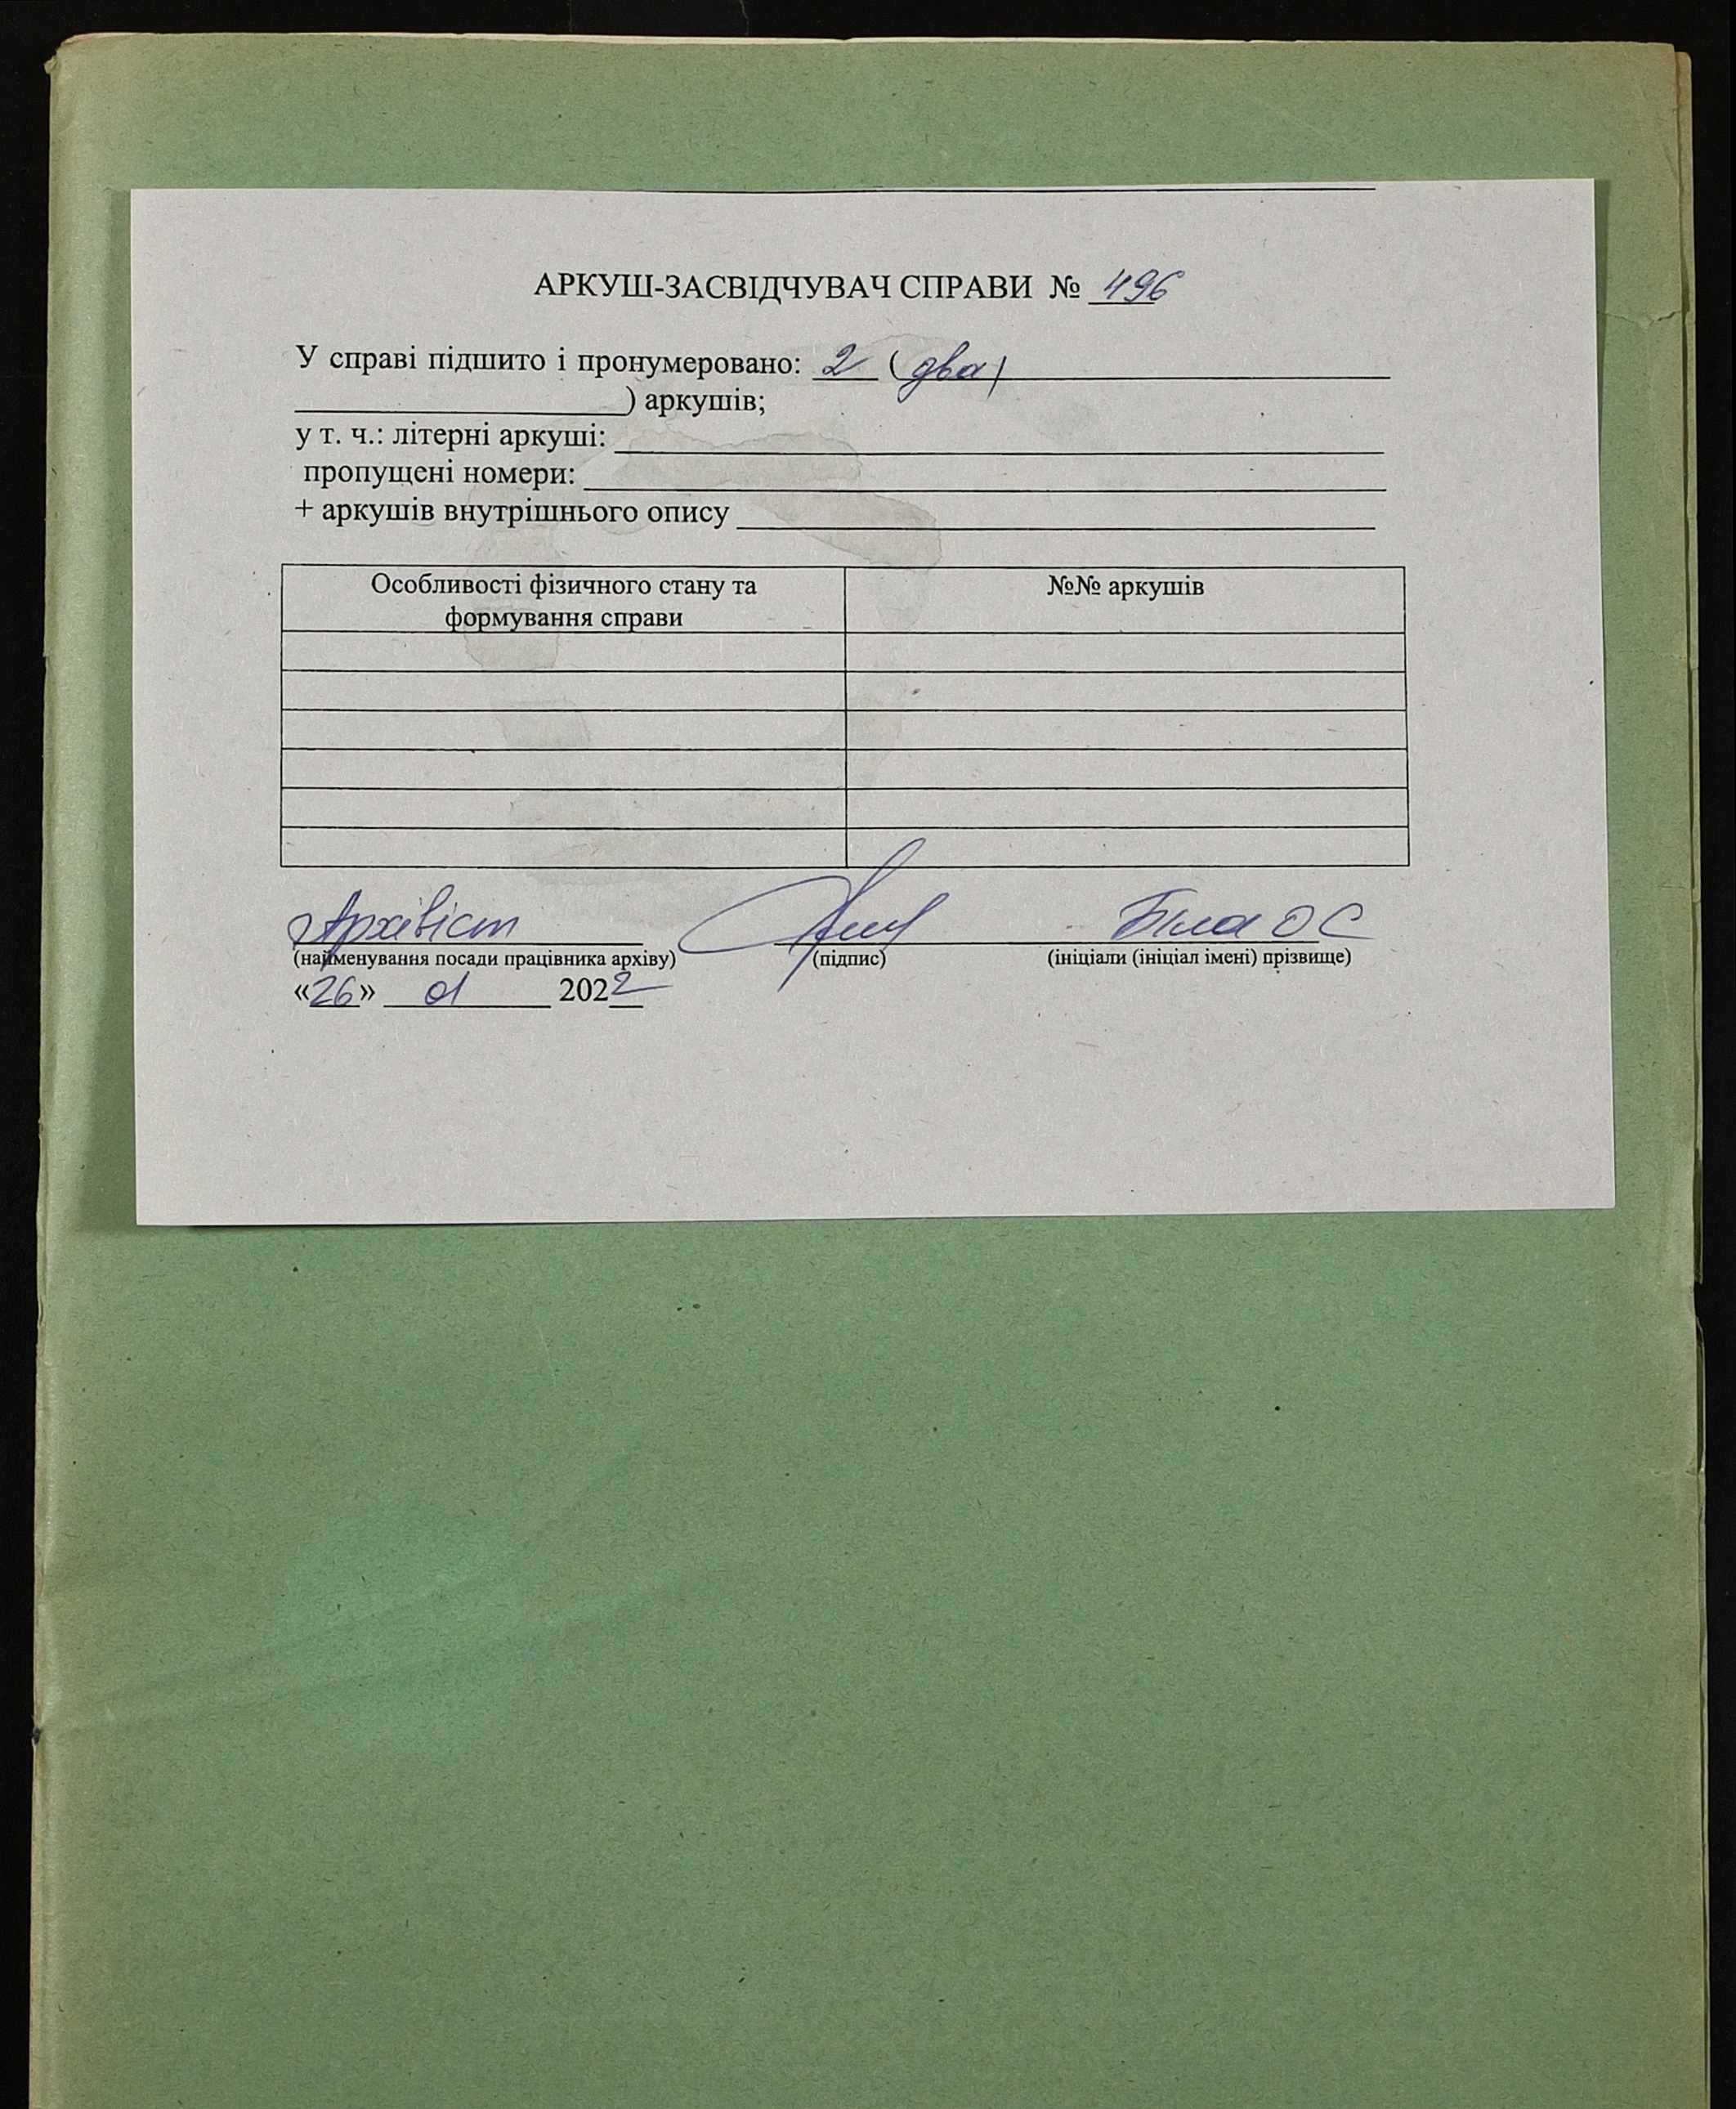 АРКУШ-ЗАСВІДЧУВАЧ СПРАВИ № 496
У справі підшито і пронумеровано: 2 (два)
) аркушів;
у т. ч.: літерні аркуші:
пропущені номери:
+ аркушів внутрішнього опису
Особливості фізичного стану та
формування справи
№№ аркушів
Архівіст Біла О С
(найменування посади працівника архіву) (підпис) (ініціали (ініціал імені) прізвище)
«26» 01 2022